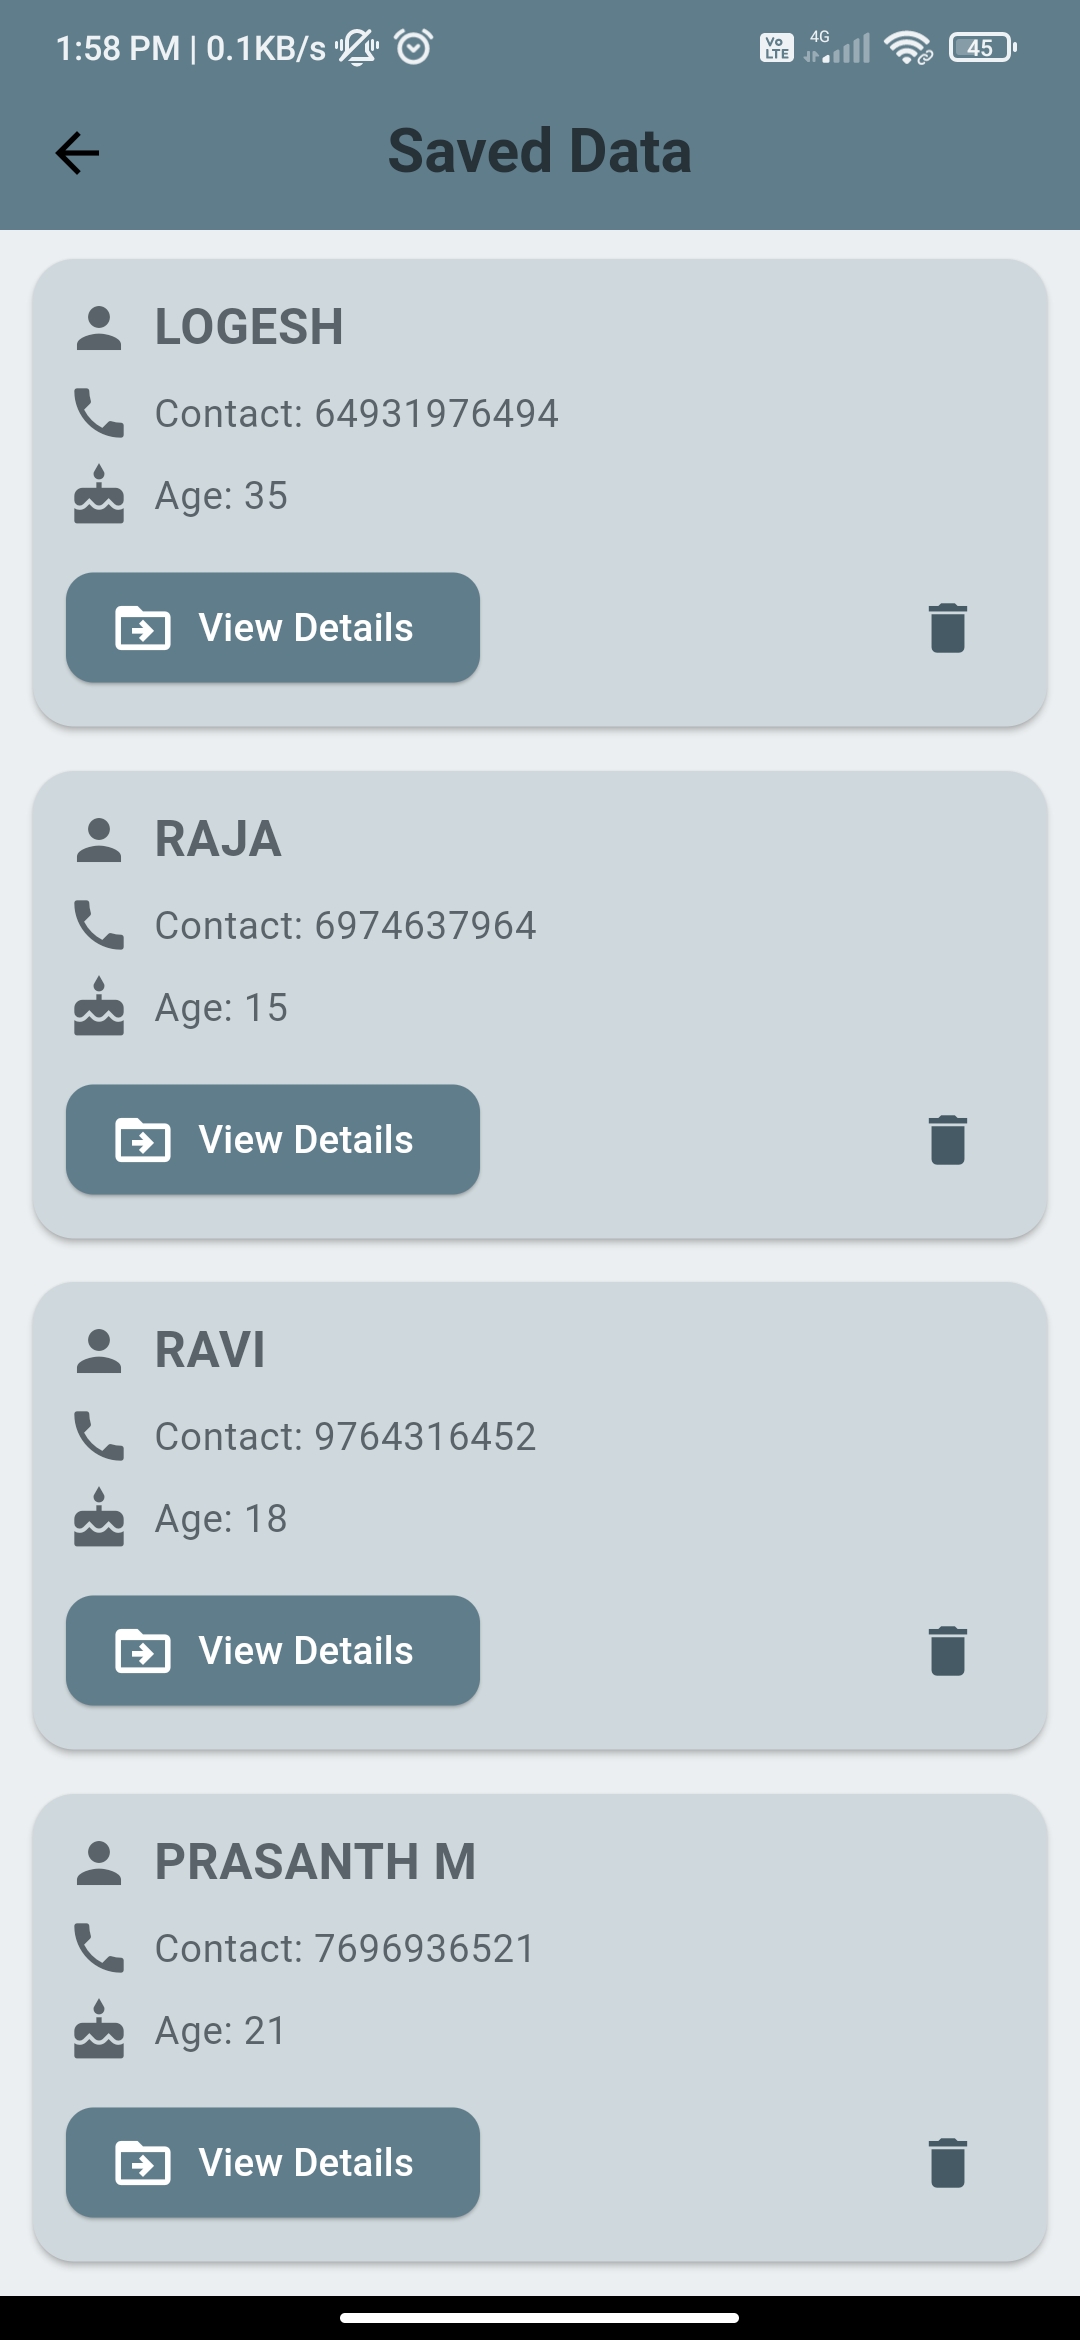 1:58 PM | 0.1KB/s
Vo LTE 4G 45
Saved Data
LOGESH
Contact: 64931976494
Age: 35
View Details
RAJA
Contact: 6974637964
Age: 15
View Details
RAVI
Contact: 9764316452
Age: 18
View Details
PRASANTH M
Contact: 7696936521
Age: 21
View Details